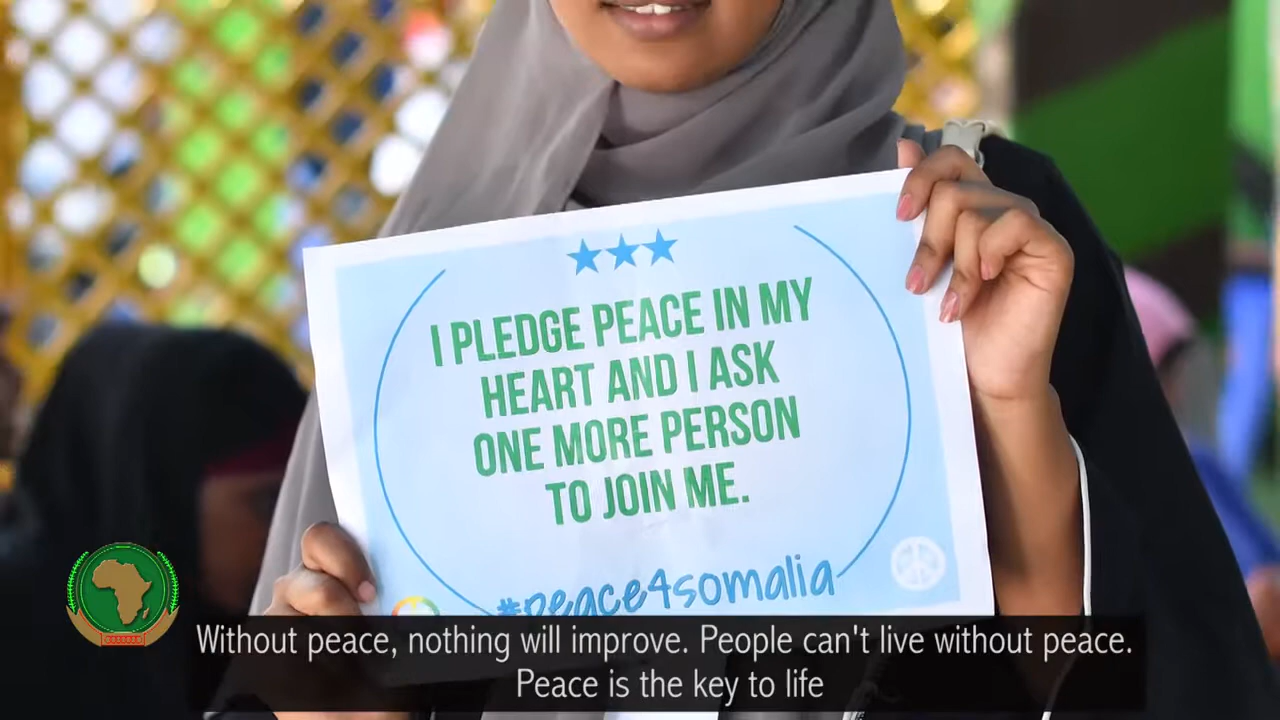 I PLEDGE PEACE IN MY
HEART AND I ASK
ONE MORE PERSON
TO JOIN ME.
#peace4somalia
Without peace, nothing will improve. People can't live without peace.
Peace is the key to life